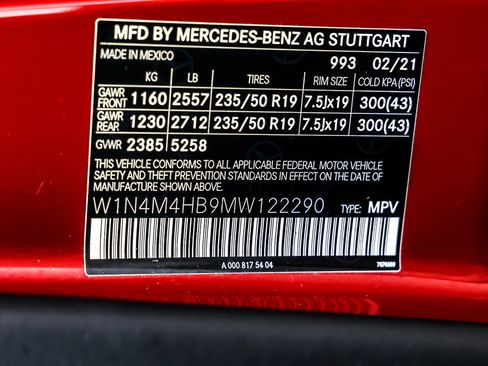 MFD BY MERCEDES-BENZ AG STUTTGART
MADE IN MEXICO 993 02/21
KG LB TIRES RIM SIZE COLD KPA (PSI)
GAWR FRONT 1160 2557 235/50 R19 7.5Jx19 300(43)
GAWR REAR 1230 2712 235/50 R19 7.5Jx19 300(43)
GVWR 2385 5258
THIS VEHICLE CONFORMS TO ALL APPLICABLE FEDERAL MOTOR VEHICLE
SAFETY AND THEFT STANDARDS IN EFFECT ON THE DATE
OF MANUFACTURE SHOWN ABOVE.
W1N4M4HB9MW122290 TYPE: MPV
A 000 817 54 04